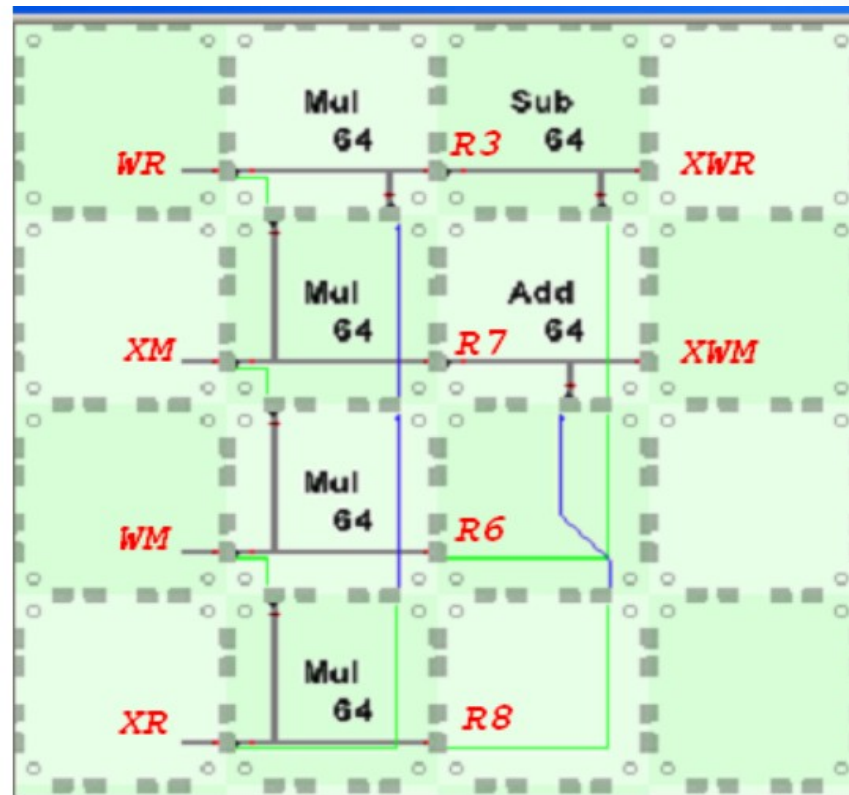 Mul Sub
64 64
WR R3 XWR
Mul Add
64 64
XM R7 XWM
Mul
64
WM R6
Mul
64
XR R8